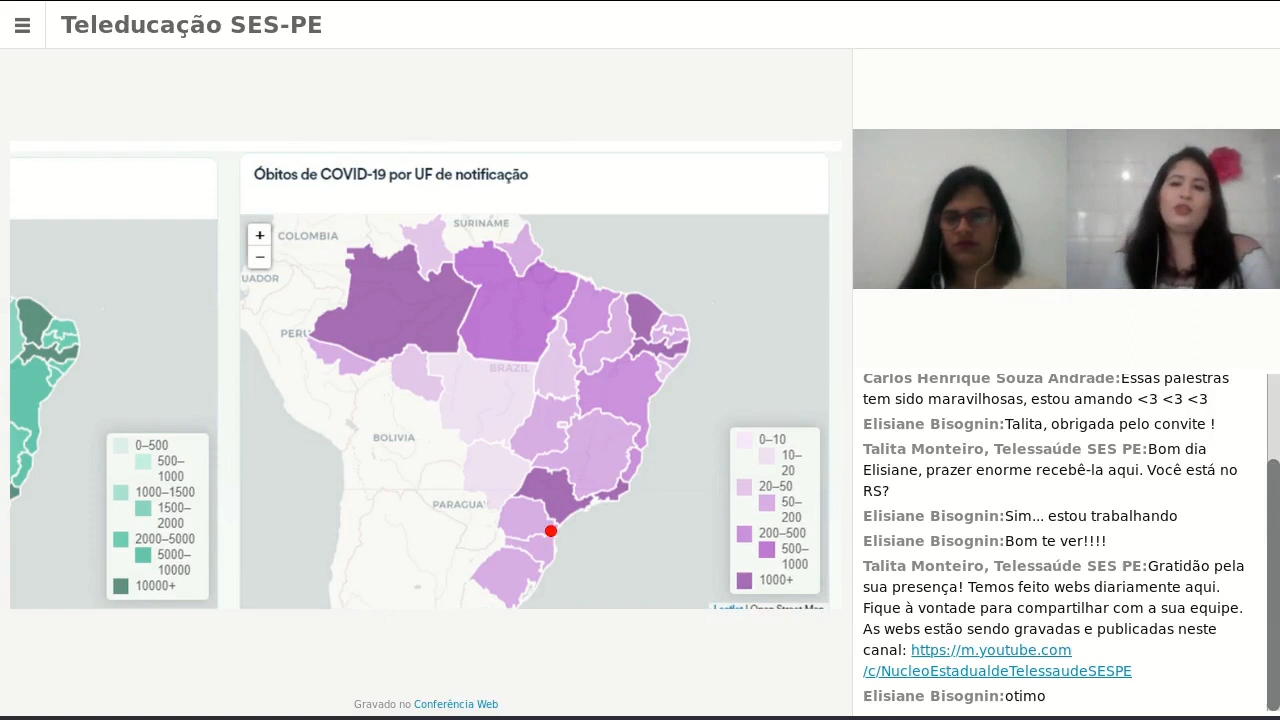 Teleducação SES-PE
Óbitos de COVID-19 por UF de notificação
+
−
SURINAME
COLOMBIA
UADOR
PERU
BRAZIL
BOLIVIA
PARAGUA
0–500
500–
1000
1000–1500
1500–
2000
2000–5000
5000–
10000
10000+
0–10
10–
20
20–50
50–
200
200–500
500–
1000
1000+
Leaflet | Open Street Map
Gravado no Conferência Web
Carlos Henrique Souza Andrade:Essas palestras
tem sido maravilhosas, estou amando <3 <3 <3
Elisiane Bisognin:Talita, obrigada pelo convite !
Talita Monteiro, Telessaúde SES PE:Bom dia
Elisiane, prazer enorme recebê-la aqui. Você está no
RS?
Elisiane Bisognin:Sim... estou trabalhando
Elisiane Bisognin:Bom te ver!!!!
Talita Monteiro, Telessaúde SES PE:Gratidão pela
sua presença! Temos feito webs diariamente aqui.
Fique à vontade para compartilhar com a sua equipe.
As webs estão sendo gravadas e publicadas neste
canal: https://m.youtube.com
/c/NucleoEstadualdeTelessaudeSESPE
Elisiane Bisognin:otimo